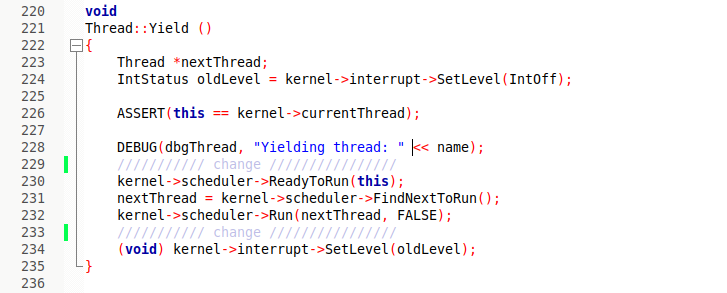 220 void
221 Thread::Yield ()
222 {
223     Thread *nextThread;
224     IntStatus oldLevel = kernel->interrupt->SetLevel(IntOff);
225
226     ASSERT(this == kernel->currentThread);
227
228     DEBUG(dbgThread, "Yielding thread: " << name);
229     /////////// change ////////////////
230     kernel->scheduler->ReadyToRun(this);
231     nextThread = kernel->scheduler->FindNextToRun();
232     kernel->scheduler->Run(nextThread, FALSE);
233     /////////// change ////////////////
234     (void) kernel->interrupt->SetLevel(oldLevel);
235 }
236